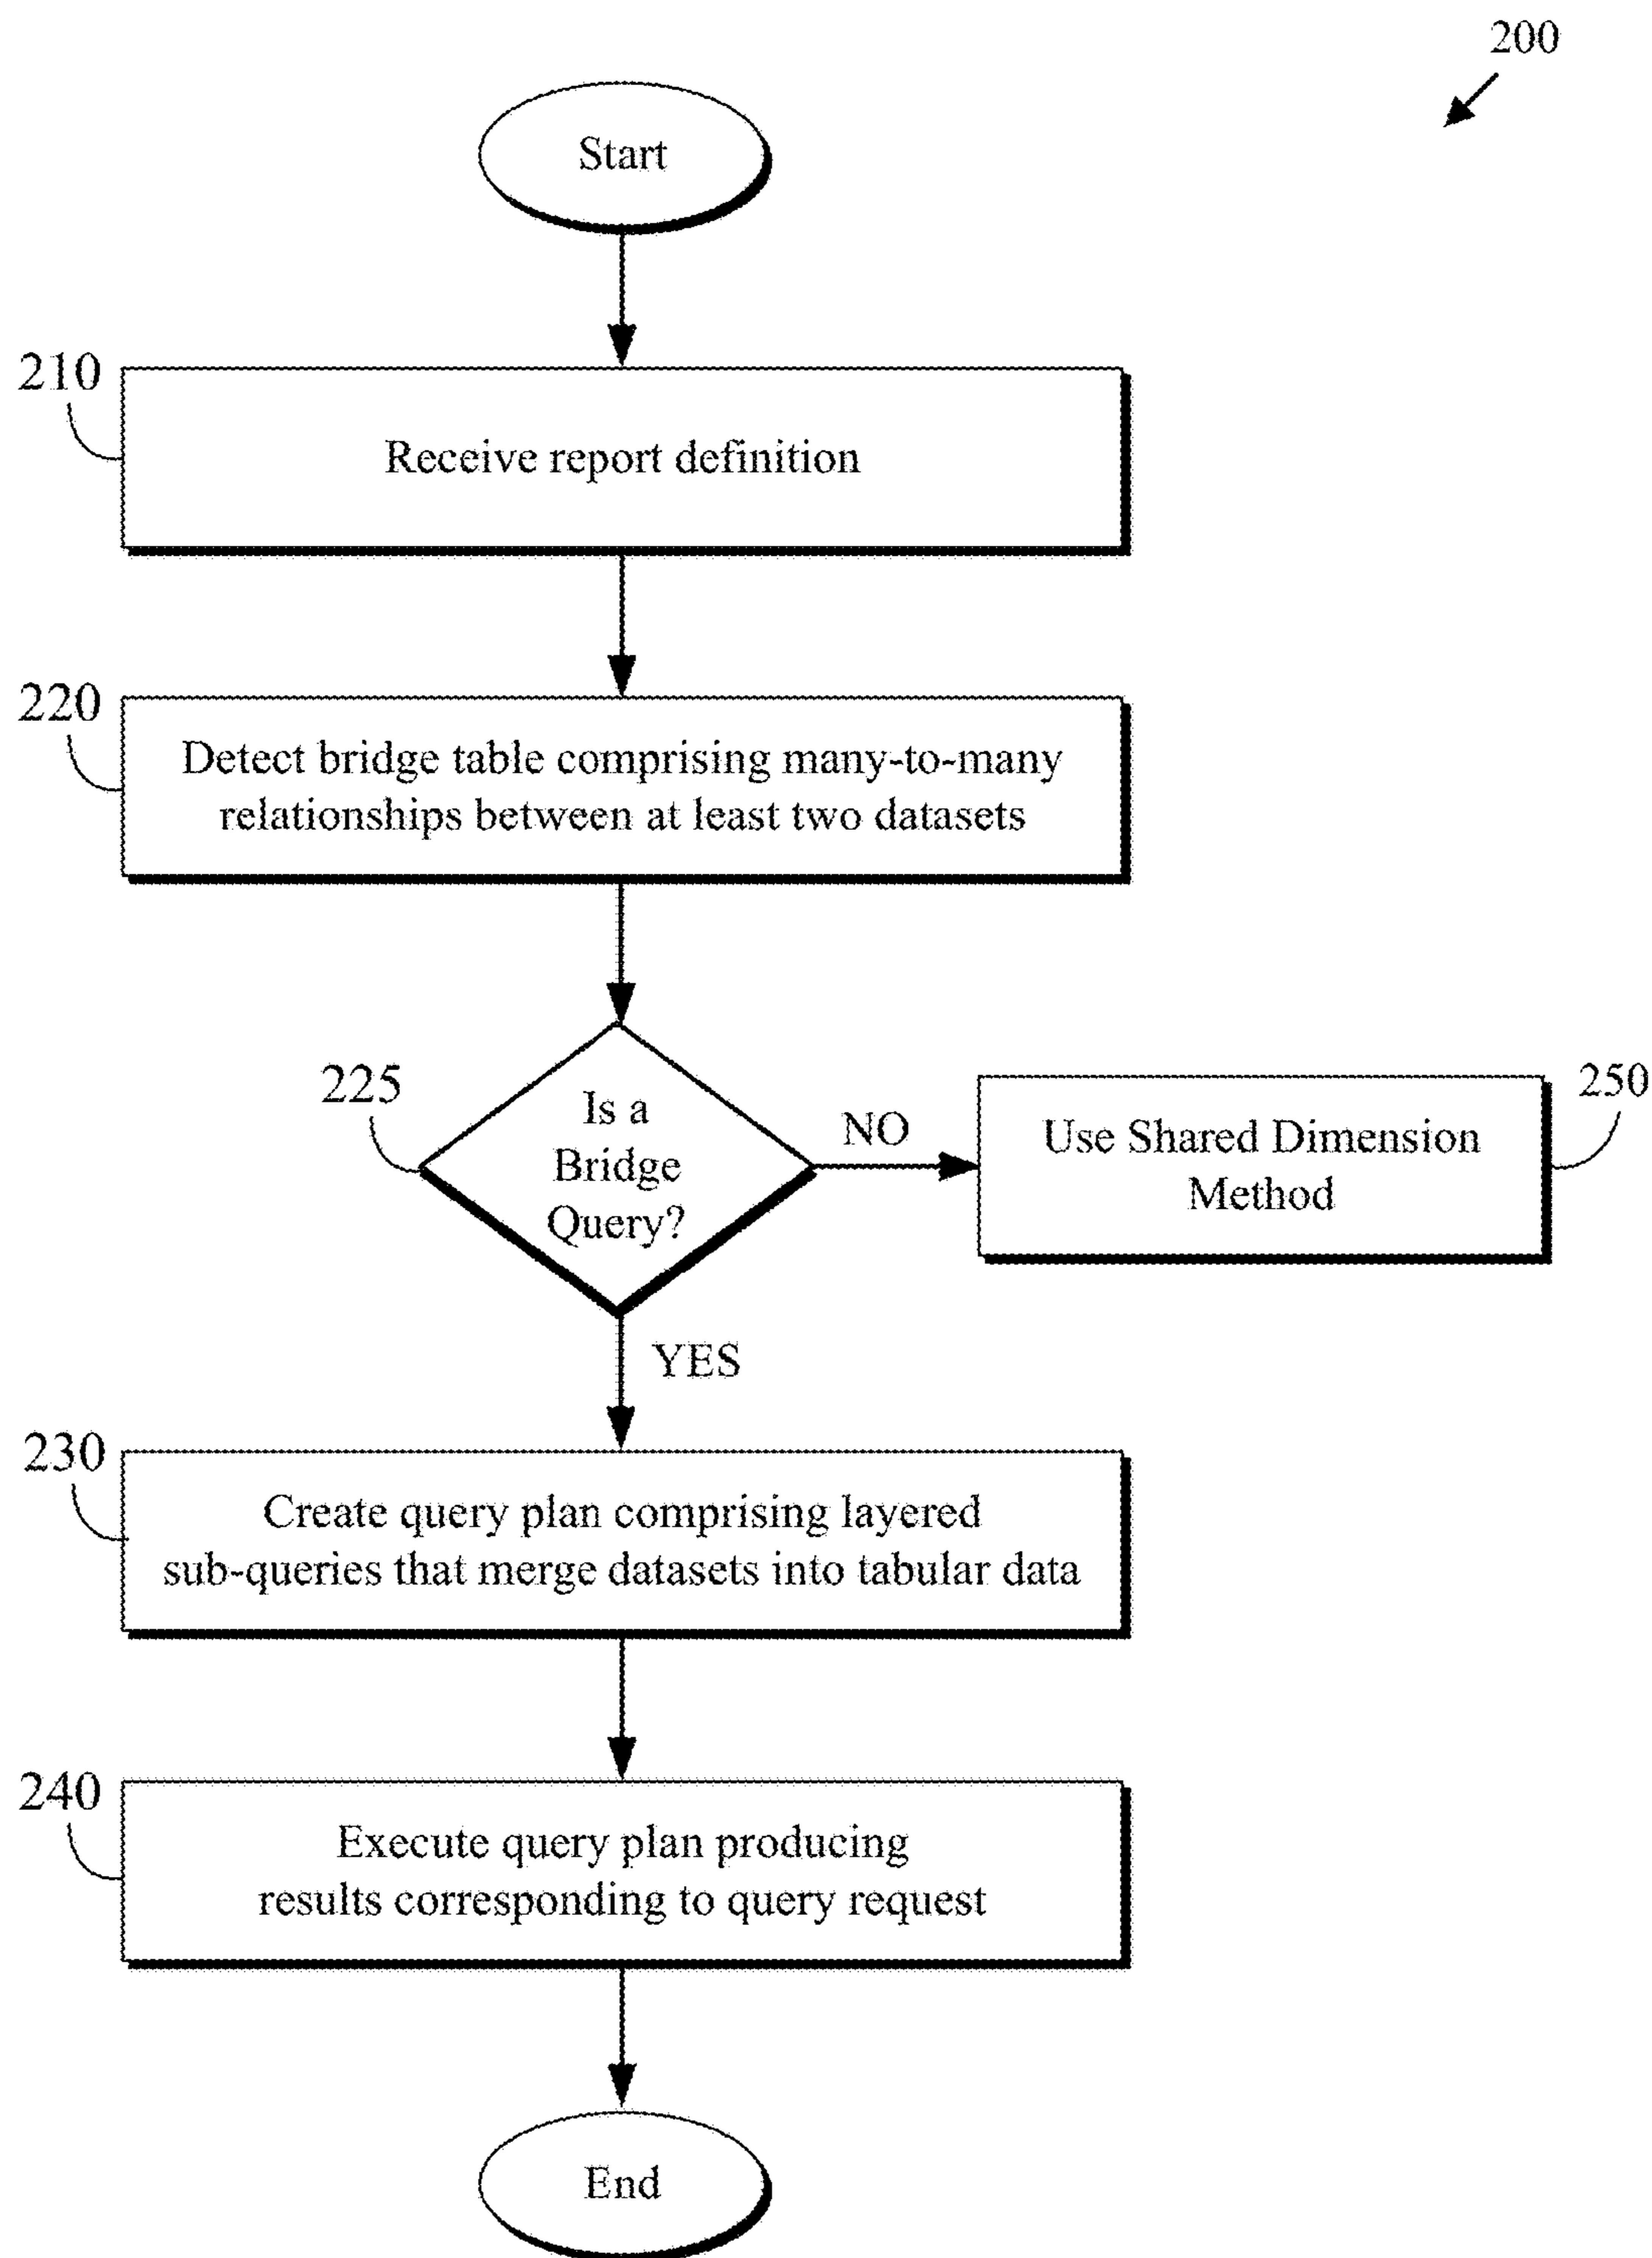 200
Start
210
Receive report definition
220
Detect bridge table comprising many-to-many
relationships between at least two datasets
225
Is a
Bridge
Query?
NO
250
Use Shared Dimension
Method
YES
230
Create query plan comprising layered
sub-queries that merge datasets into tabular data
240
Execute query plan producing
results corresponding to query request
End